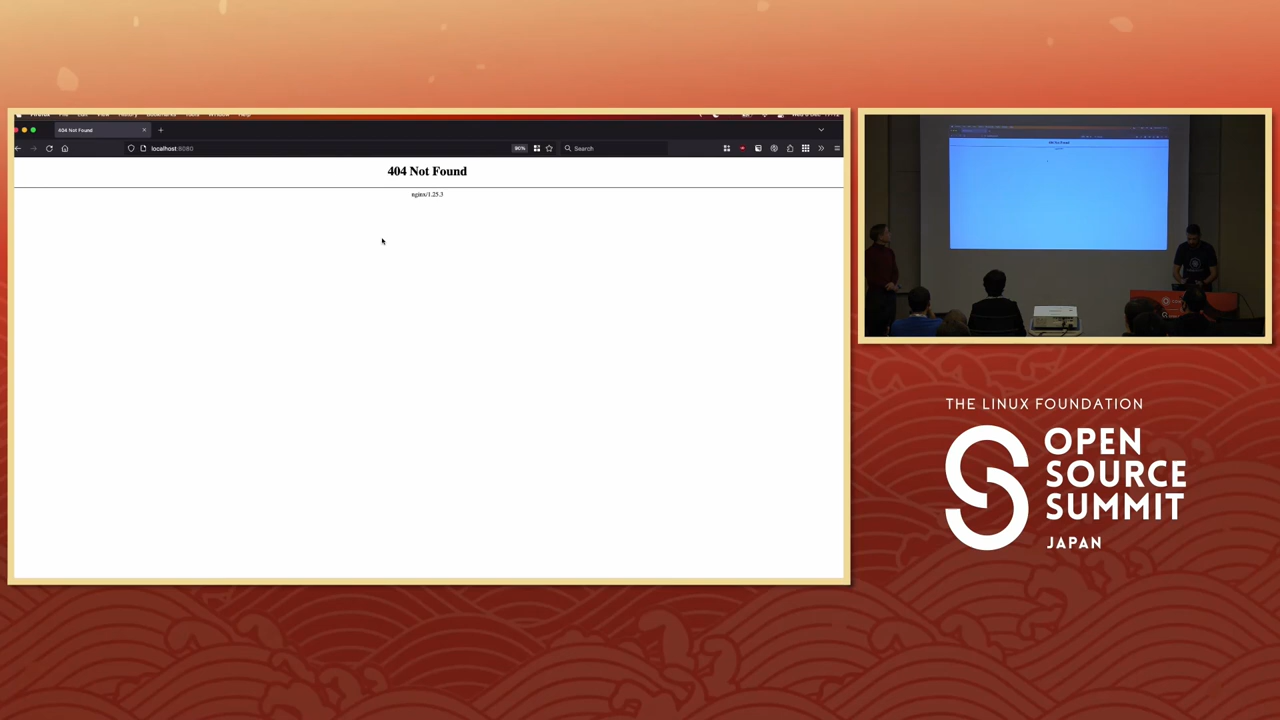 404 Not Found
localhost:8080
90%
Search
404 Not Found
nginx/1.25.3
THE LINUX FOUNDATION
OPEN
SOURCE
SUMMIT
JAPAN